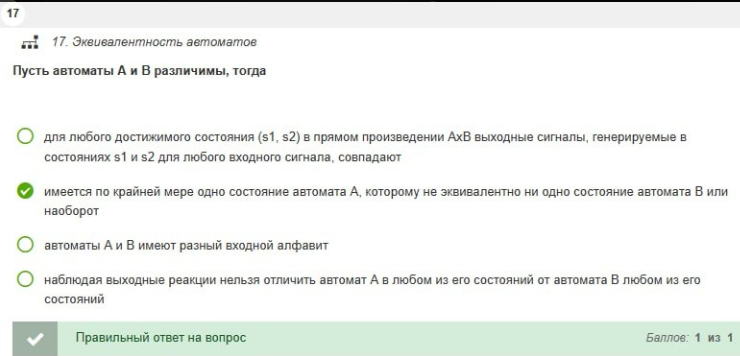 17
17. Эквивалентность автоматов
Пусть автоматы А и В различимы, тогда
для любого достижимого состояния (s1, s2) в прямом произведении АхВ выходные сигналы, генерируемые в
состояниях s1 и s2 для любого входного сигнала, совпадают
имеется по крайней мере одно состояние автомата А, которому не эквивалентно ни одно состояние автомата В или
наоборот
автоматы А и В имеют разный входной алфавит
наблюдая выходные реакции нельзя отличить автомат А в любом из его состояний от автомата В любом из его
состояний
Правильный ответ на вопрос
Баллов: 1 из 1